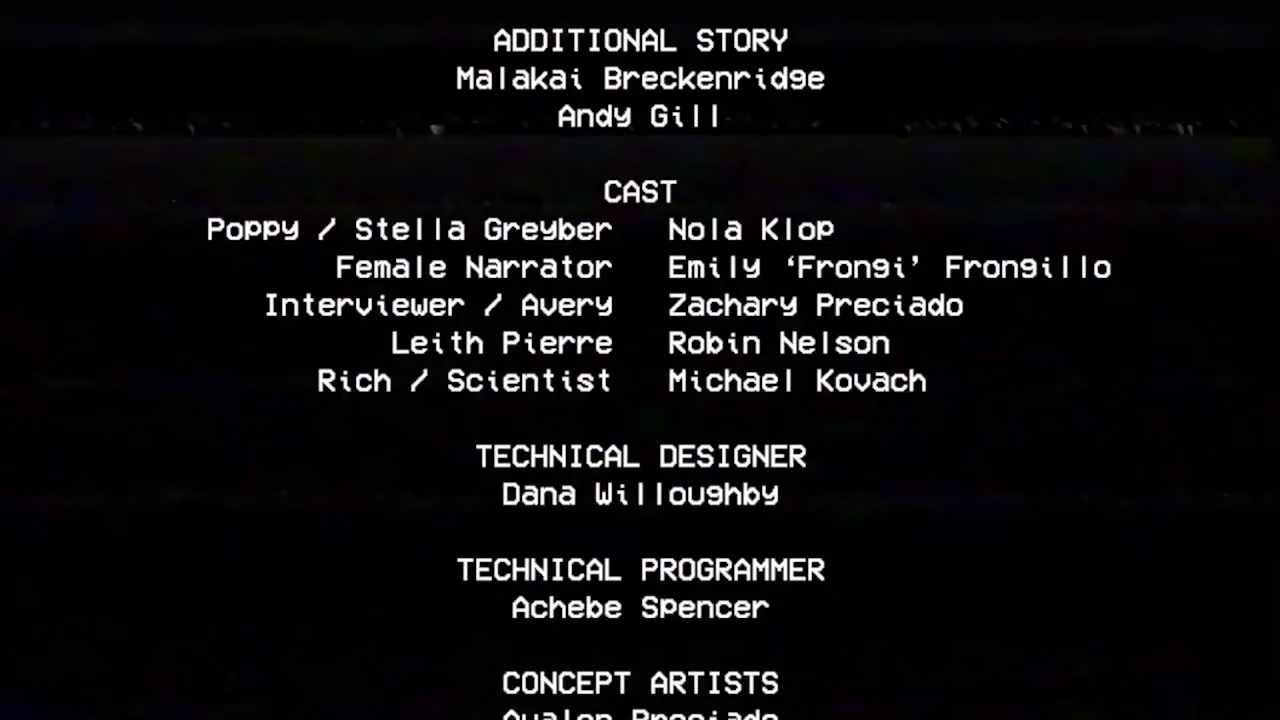 ADDITIONAL STORY
Malakai Breckenridge
Andy Gill
CAST
Poppy / Stella Greyber Nola Klop
Female Narrator Emily ‘Frongi’ Frongillo
Interviewer / Avery Zachary Preciado
Leith Pierre Robin Nelson
Rich / Scientist Michael Kovach
TECHNICAL DESIGNER
Dana Willoughby
TECHNICAL PROGRAMMER
Achebe Spencer
CONCEPT ARTISTS
Avalon Preciado